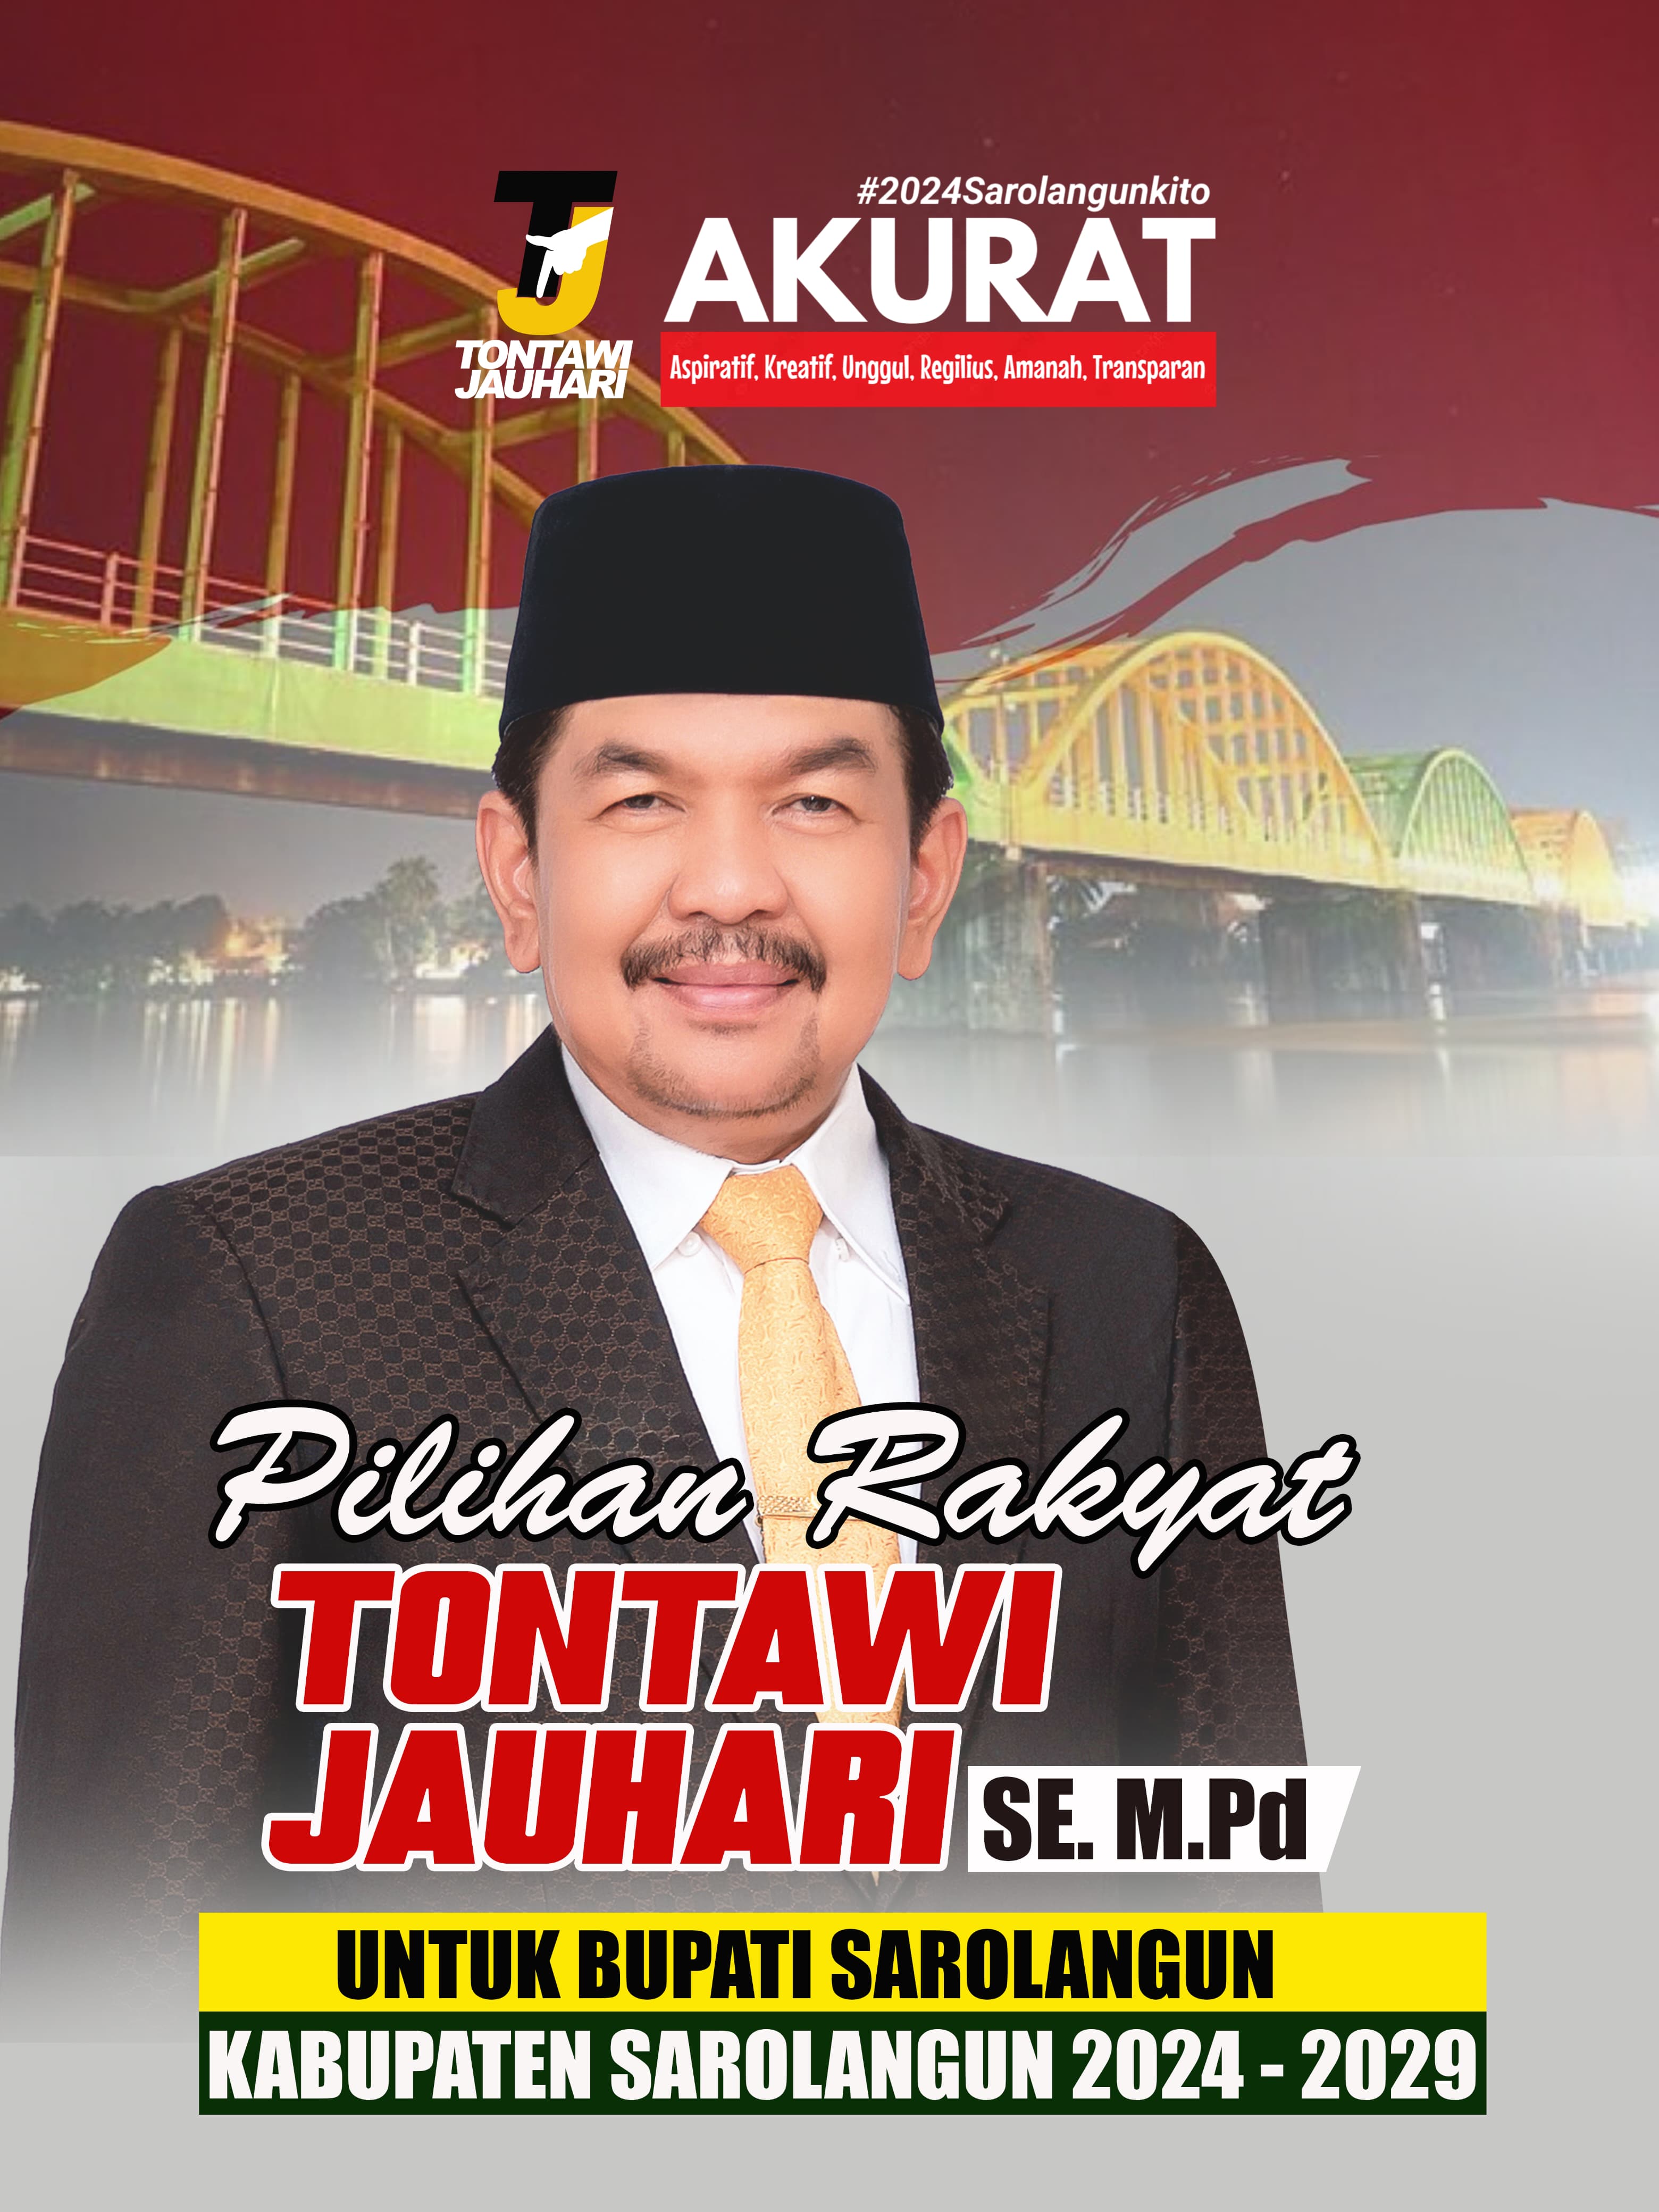 #2024Sarolangunkito
AKURAT
Aspiratif, Kreatif, Unggul, Regilius, Amanah, Transparan
TJ
TONTAWI
JAUHARI
Pilihan Rakyat
TONTAWI
JAUHARI
SE. M.Pd
UNTUK BUPATI SAROLANGUN
KABUPATEN SAROLANGUN 2024 - 2029